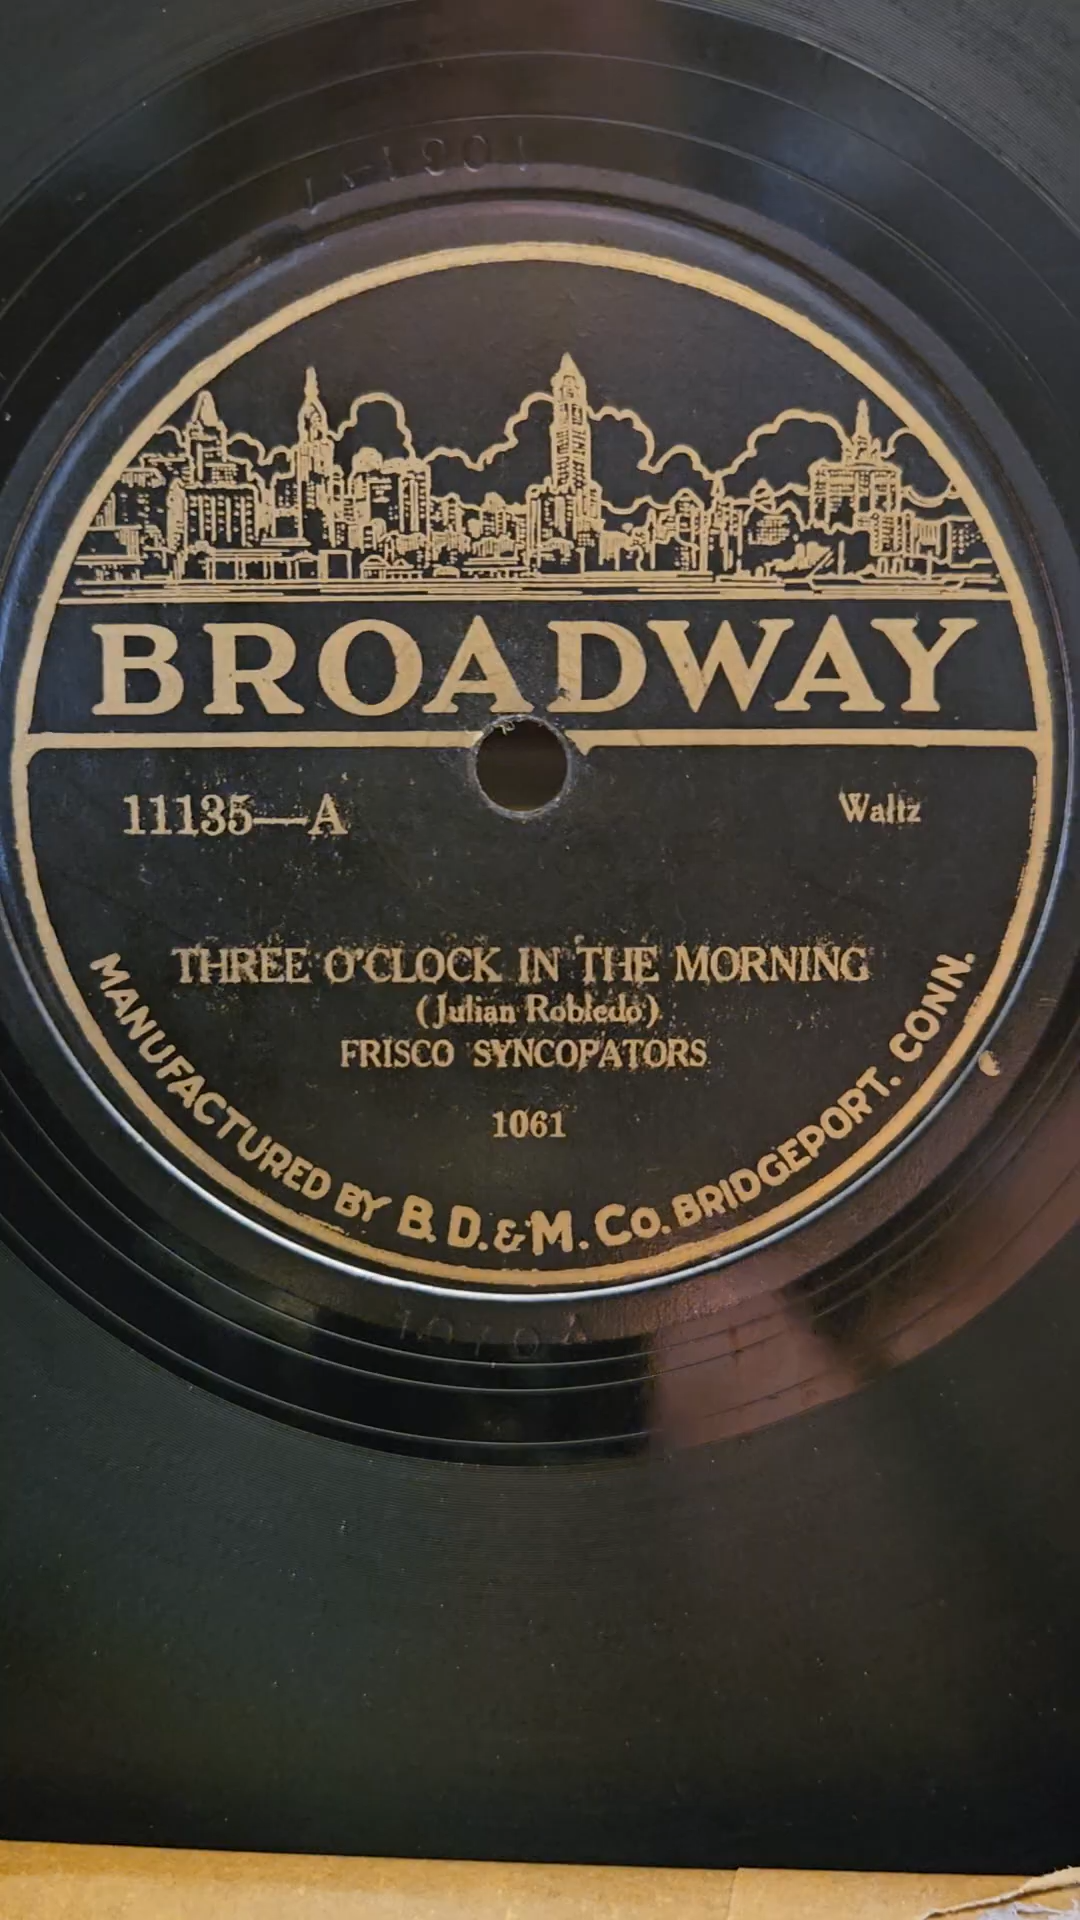 BROADWAY
11135—A
Waltz
THREE O'CLOCK IN THE MORNING
(Julian Robledo)
FRISCO SYNCOPATORS
1061
MANUFACTURED BY B. D. & M. CO. BRIDGEPORT. CONN.